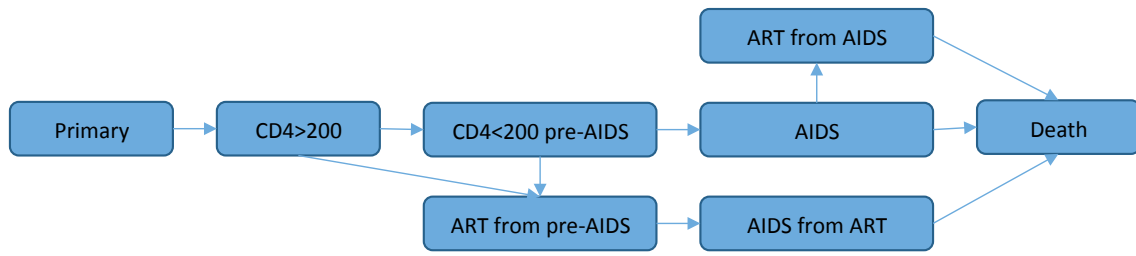 ART from AIDS
Primary
CD4>200
CD4<200 pre-AIDS
AIDS
Death
ART from pre-AIDS
AIDS from ART